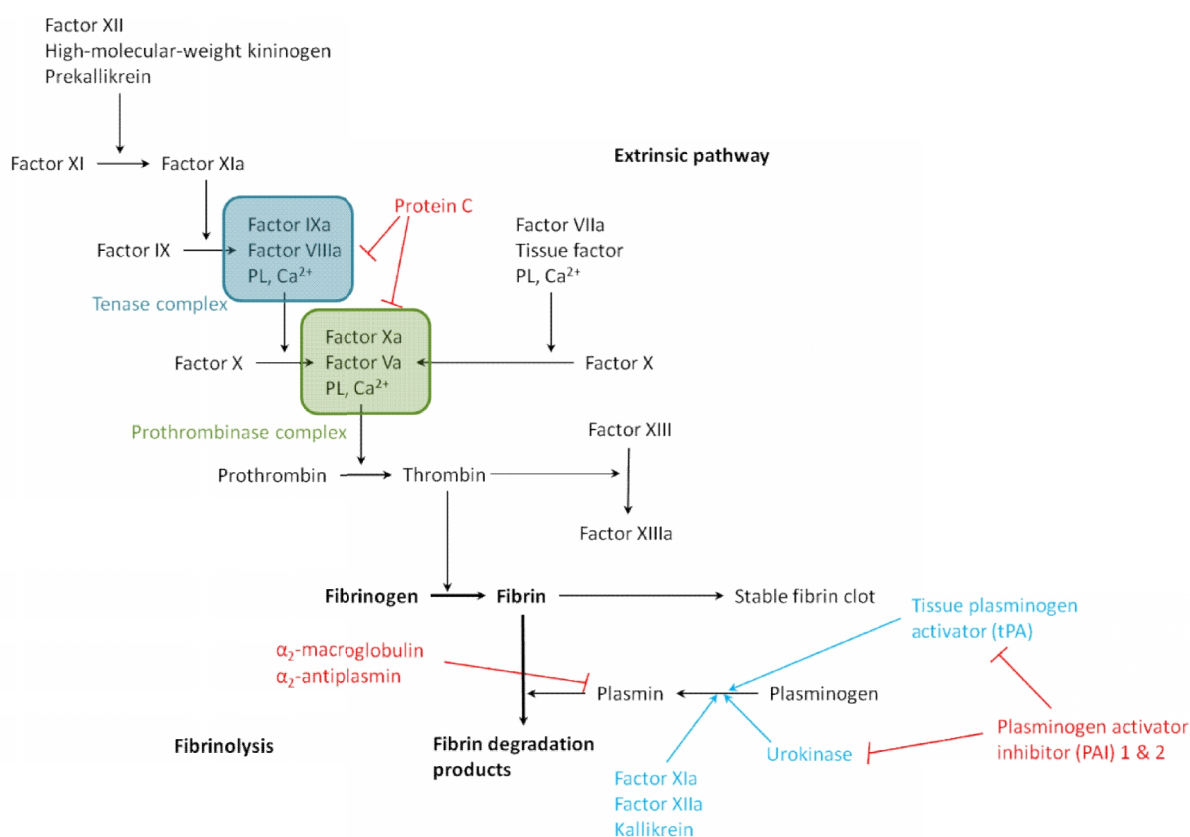 Factor XII
High-molecular-weight kininogen
Prekallikrein
Factor XI
Factor XIa
Extrinsic pathway
Protein C
Factor IX
Factor IXa
Factor VIIIa
PL, Ca²⁺
Factor VIIa
Tissue factor
PL, Ca²⁺
Tenase complex
Factor X
Factor Xa
Factor Va
PL, Ca²⁺
Factor X
Prothrombinase complex
Factor XIII
Prothrombin
Thrombin
Factor XIIIa
Fibrinogen
Fibrin
Stable fibrin clot
Tissue plasminogen
activator (tPA)
α₂-macroglobulin
α₂-antiplasmin
Plasmin
Plasminogen
Fibrinolysis
Fibrin degradation
products
Urokinase
Plasminogen activator
inhibitor (PAI) 1 & 2
Factor XIa
Factor XIIa
Kallikrein